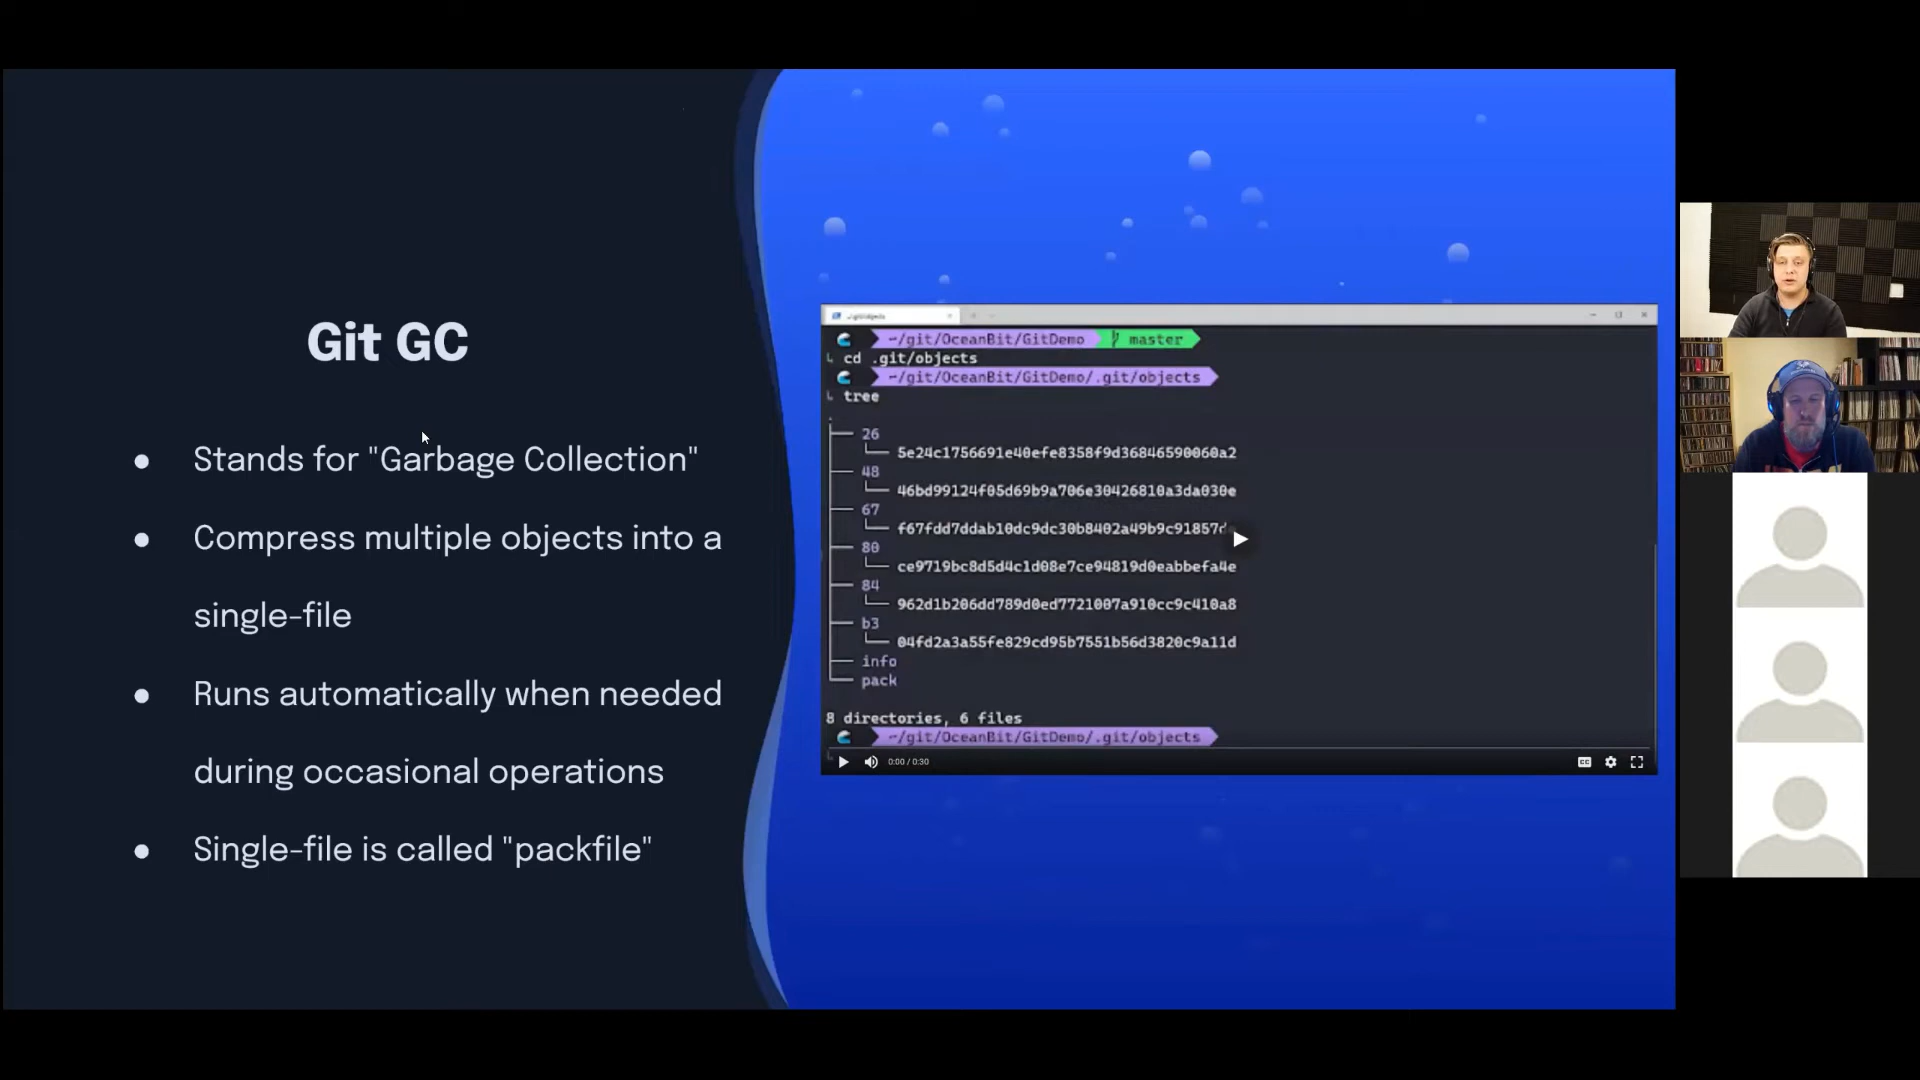 Git GC
● Stands for "Garbage Collection"
● Compress multiple objects into a
single-file
● Runs automatically when needed
during occasional operations
● Single-file is called "packfile"
~/git/OceanBit/GitDemo master
cd .git/objects
~/git/OceanBit/GitDemo/.git/objects
tree
.
├── 26
│ └── 5e24c1756691e40efe8358f9d36846590060a2
├── 48
│ └── 46bd99124f05d69b9a706e30426810a3da030e
├── 67
│ └── f67fdd7ddab10dc9dc30b8402a49b9c91857
├── 80
│ └── ce9719bc8d5d4c1d08e7ce94819d0eabbefa4e
├── 84
│ └── 962d1b206dd789d0ed7721007a910cc9c410a8
├── b3
│ └── 04fd2a3a55fe829cd95b7551b56d3820c9a11d
├── info
└── pack
8 directories, 6 files
~/git/OceanBit/GitDemo/.git/objects
0:00 / 0:30
CC